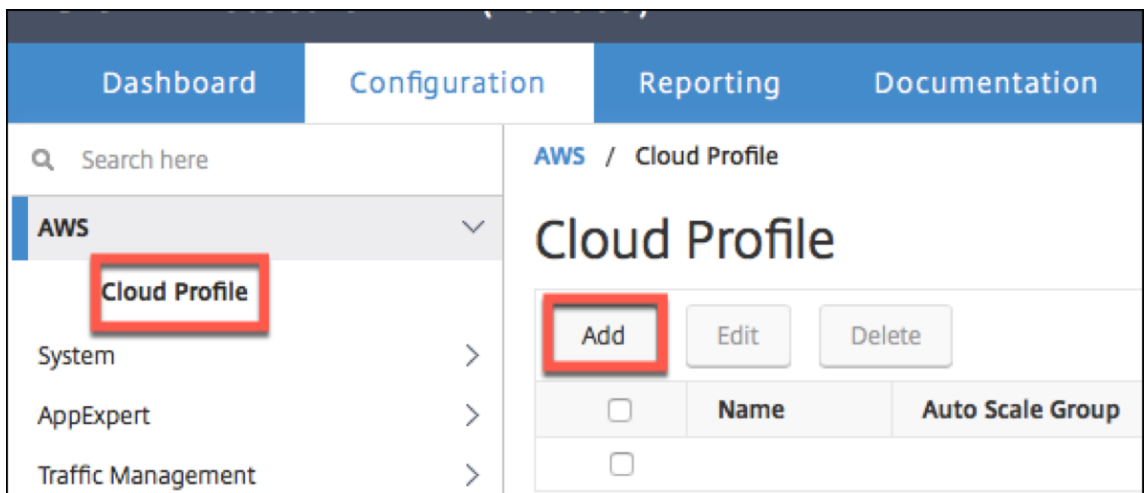 Dashboard Configuration Reporting Documentation
Search here
AWS
Cloud Profile
System
AppExpert
Traffic Management
AWS / Cloud Profile
Cloud Profile
Add Edit Delete
Name Auto Scale Group